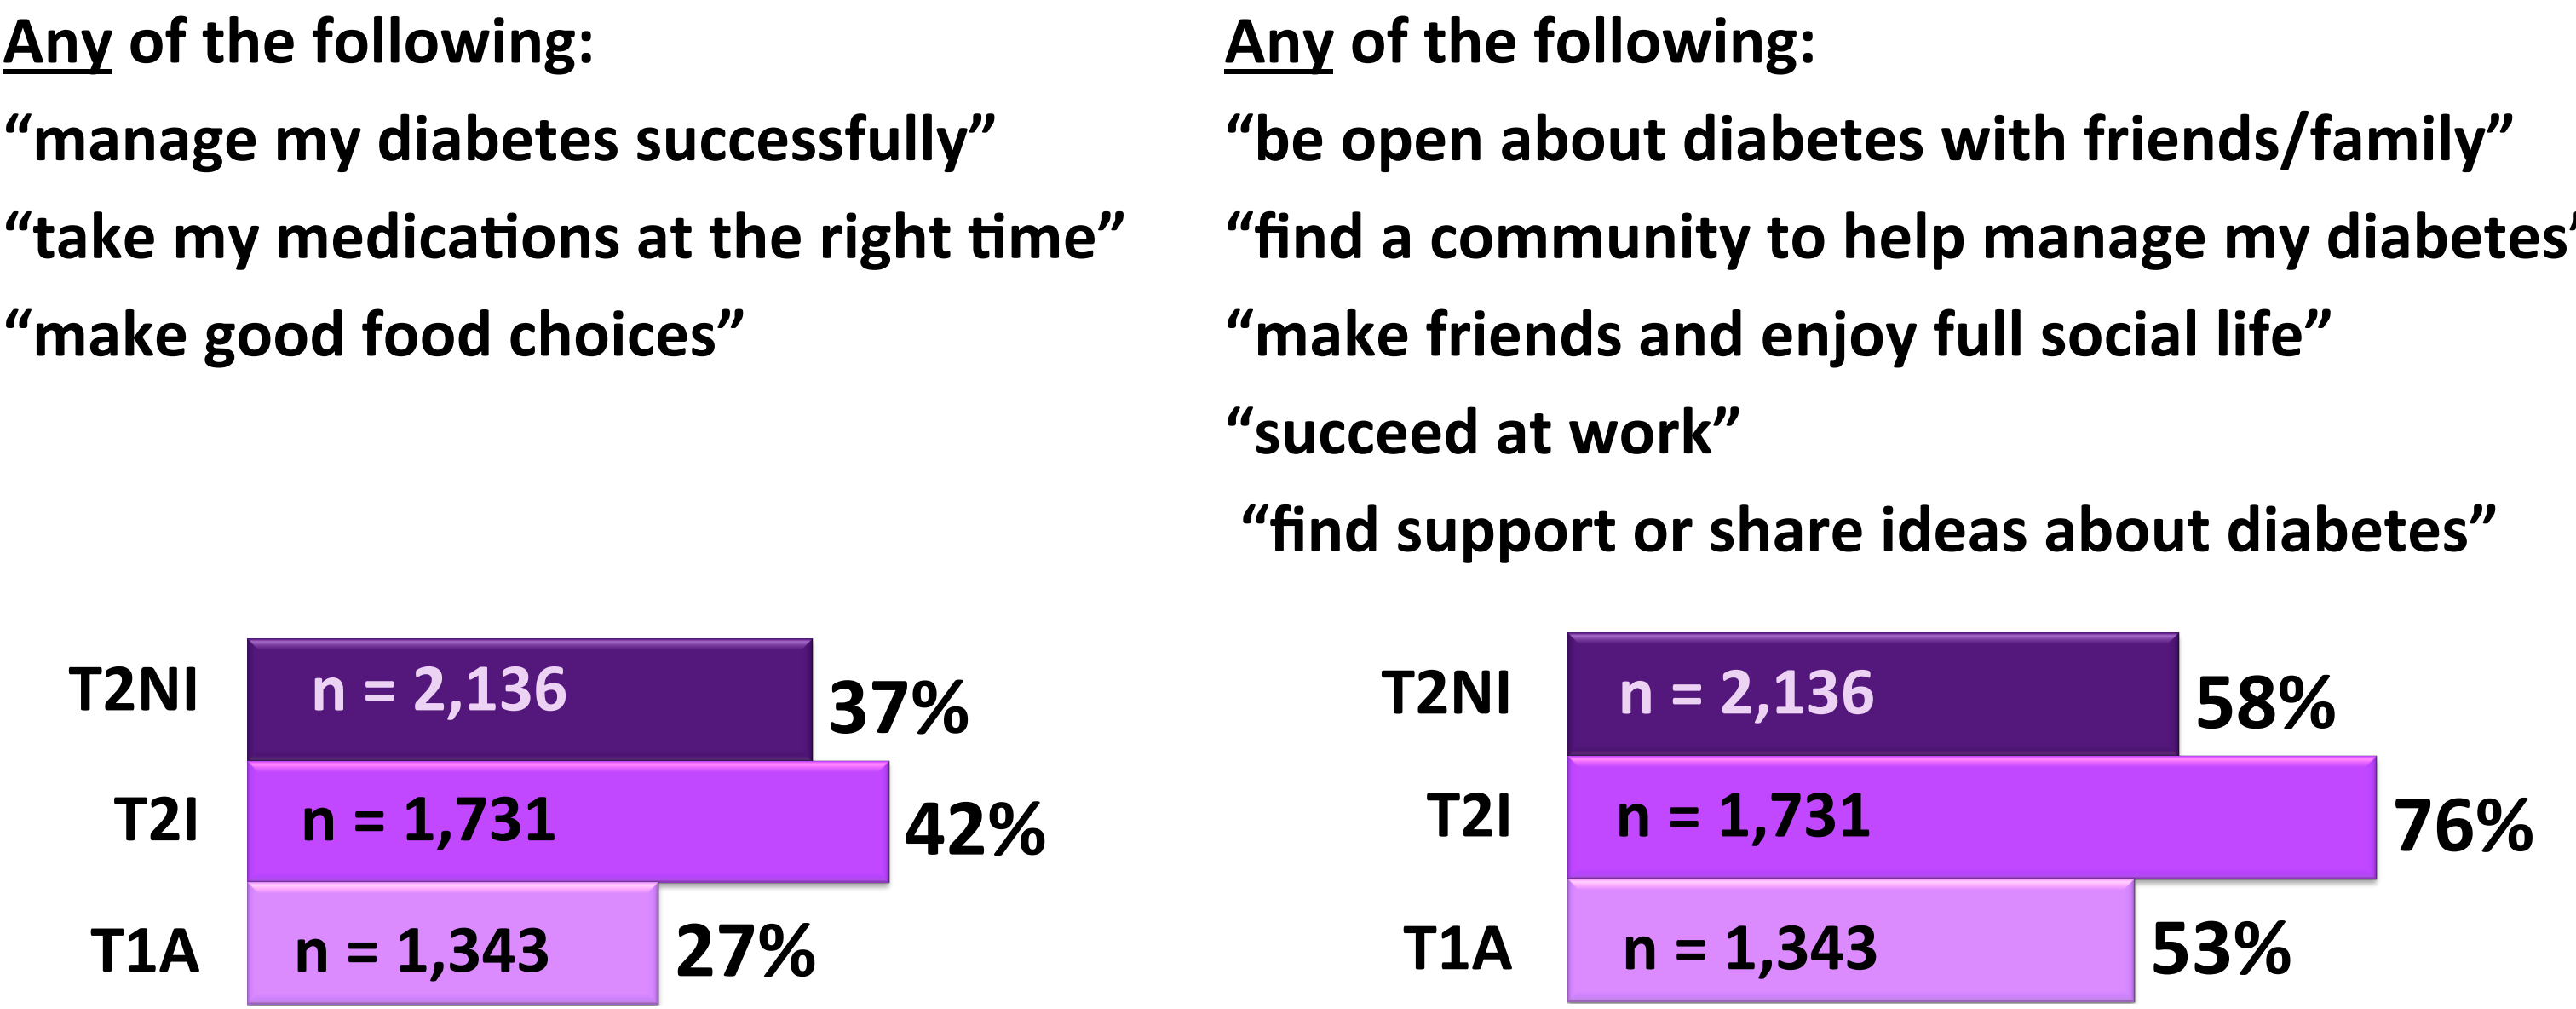 Any of the following:
“manage my diabetes successfully”
“take my medications at the right time”
“make good food choices”
Any of the following:
“be open about diabetes with friends/family”
“find a community to help manage my diabetes”
“make friends and enjoy full social life”
“succeed at work”
“find support or share ideas about diabetes”
T2NI n = 2,136 37%
T2I n = 1,731 42%
T1A n = 1,343 27%
T2NI n = 2,136 58%
T2I n = 1,731 76%
T1A n = 1,343 53%